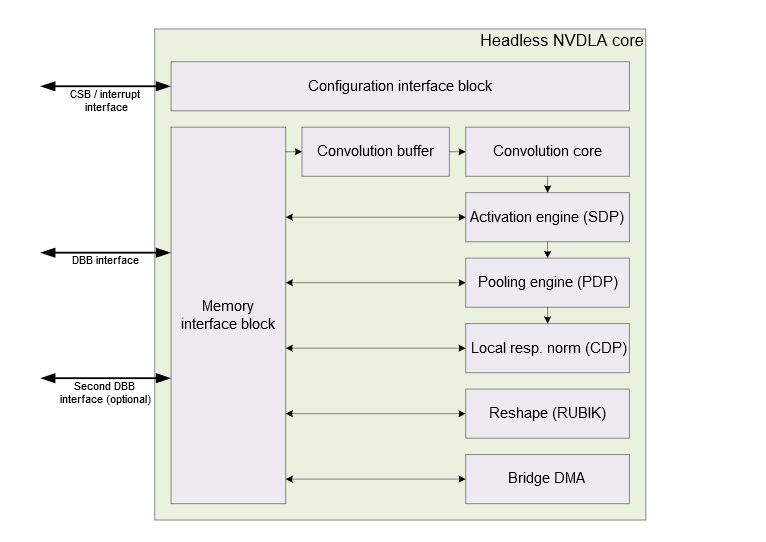 Headless NVDLA core
CSB / interrupt
interface
Configuration interface block
Convolution buffer
Convolution core
Activation engine (SDP)
DBB interface
Pooling engine (PDP)
Memory
interface block
Local resp. norm (CDP)
Second DBB
interface (optional)
Reshape (RUBIK)
Bridge DMA